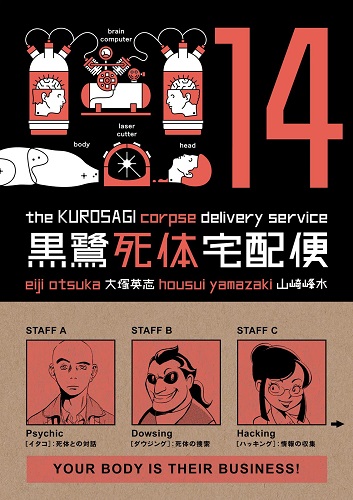 brain
computer
14
laser
cutter
body
head
the KUROSAGI corpse delivery service
黒鷺死体宅配便
eiji otsuka 大塚英志 housui yamazaki 山崎峰水
STAFF A
STAFF B
STAFF C
Psychic
[イタコ]:死体との対話
Dowsing
[ダウジング]:死体の捜索
Hacking
[ハッキング]:情報の収集
YOUR BODY IS THEIR BUSINESS!